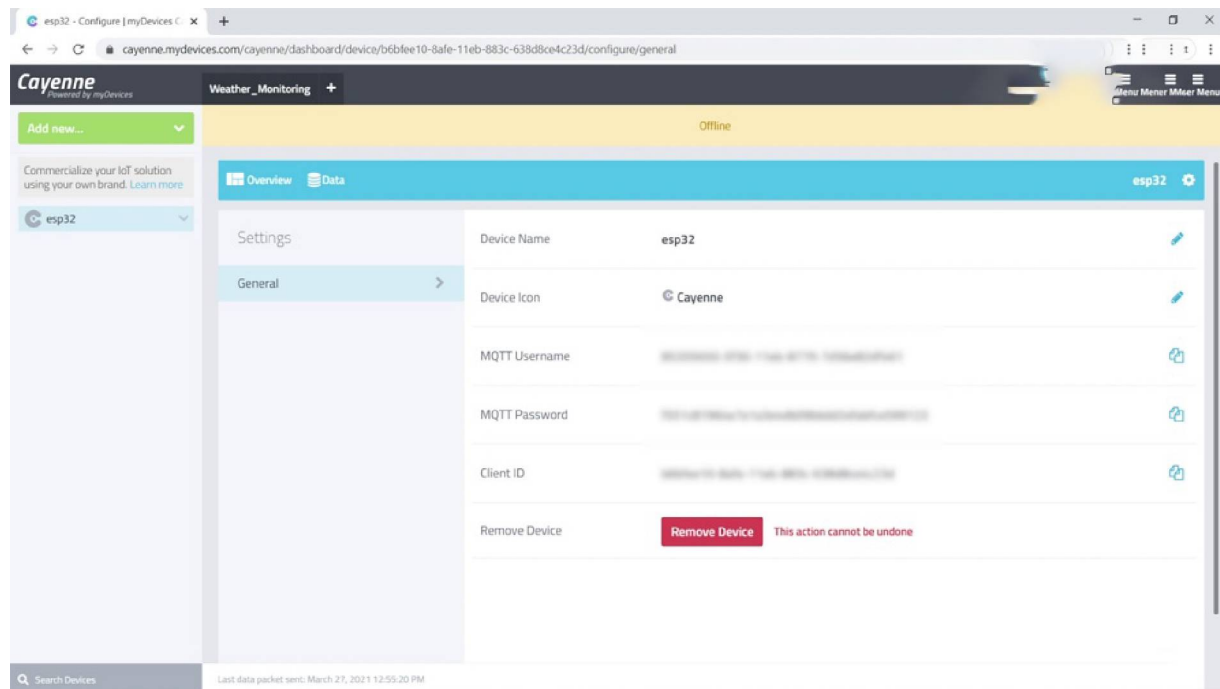 esp32 - Configure | myDevices C
cayenne.mydevices.com/cayenne/dashboard/device/b6bfee10-8afe-11eb-883c-638d8ce4c23d/configure/general
Cayenne
Powered by myDevices
Weather_Monitoring +
Menu Menu
Add new...
Offline
Commercialize your IoT solution
using your own brand. Learn more
Overview Data esp32
esp32
Settings
General
Device Name esp32
Device Icon Cayenne
MQTT Username
MQTT Password
Client ID
Remove Device Remove Device This action cannot be undone
Search Devices
Last data packet sent: March 27, 2021 12:55:20 PM